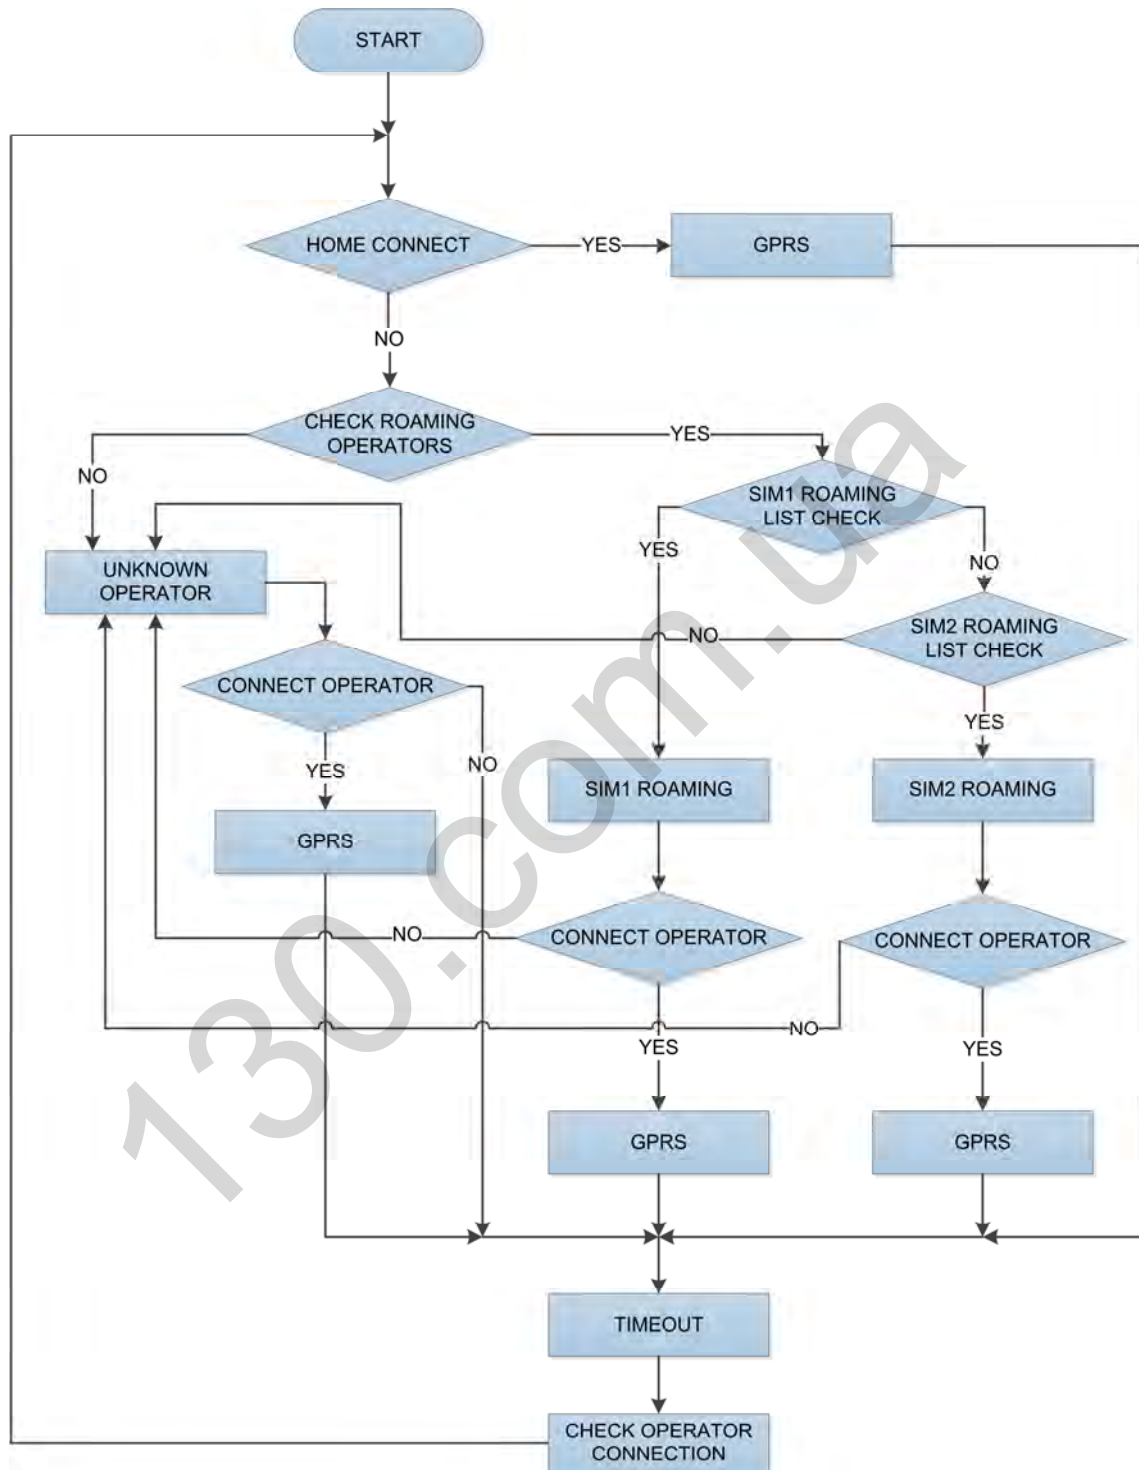 START
HOME CONNECT
YES
GPRS
NO
CHECK ROAMING
OPERATORS
YES
NO
SIM1 ROAMING
LIST CHECK
YES
NO
UNKNOWN
OPERATOR
SIM2 ROAMING
LIST CHECK
NO
CONNECT OPERATOR
YES
NO
YES
SIM1 ROAMING
SIM2 ROAMING
GPRS
CONNECT OPERATOR
NO
CONNECT OPERATOR
NO
YES
YES
GPRS
GPRS
TIMEOUT
CHECK OPERATOR
CONNECTION
130.com.ua